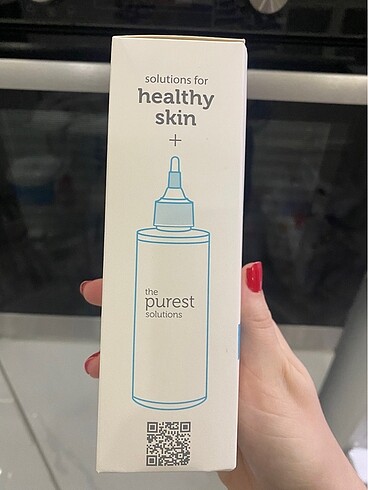 solutions for
healthy
skin
+
the
purest
solutions